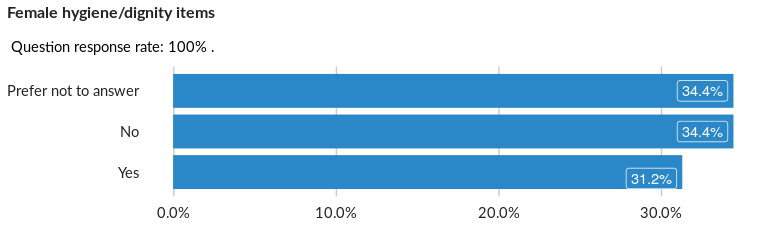 Female hygiene/dignity items
Question response rate: 100% .
Prefer not to answer 34.4%
No 34.4%
Yes 31.2%
0.0% 10.0% 20.0% 30.0%